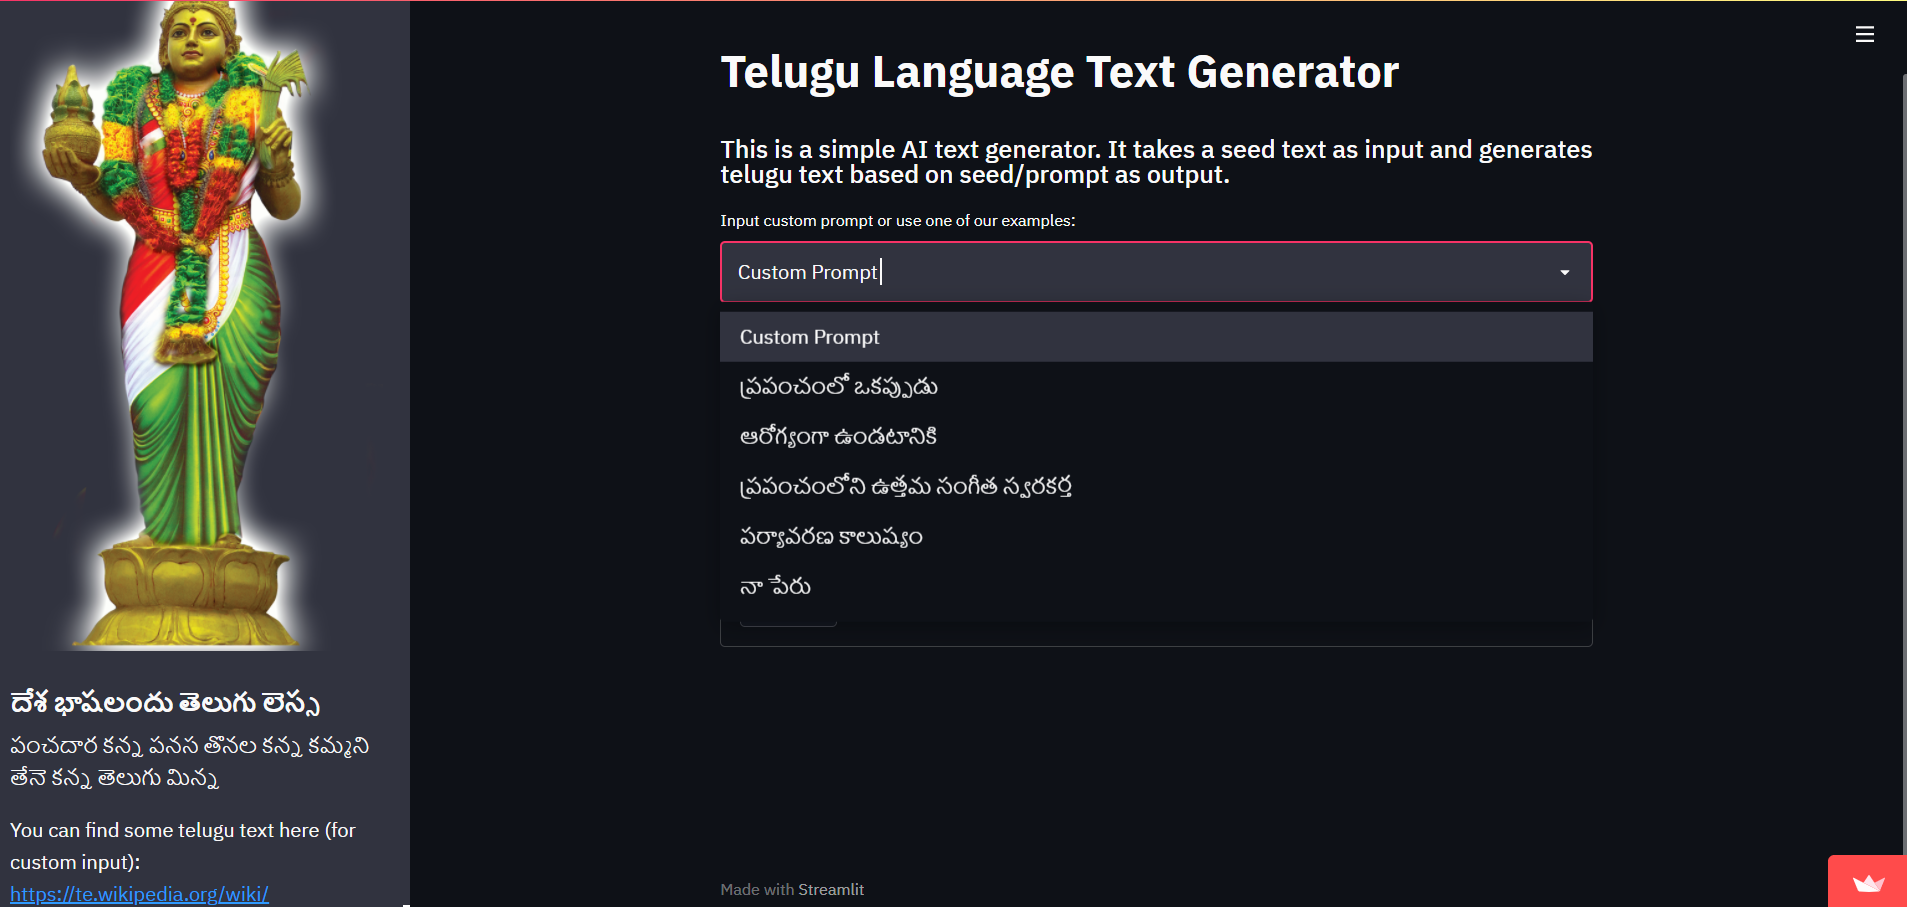 Telugu Language Text Generator
This is a simple AI text generator. It takes a seed text as input and generates
telugu text based on seed/prompt as output.
Input custom prompt or use one of our examples:
Custom Prompt
Custom Prompt
ప్రపంచంలో ఒకప్పుడు
ఆరోగ్యంగా ఉండటానికి
ప్రపంచంలోని ఉత్తమ సంగీత స్వరకర్త
పర్యావరణ కాలుష్యం
నా పేరు
దేశ భాషలందు తెలుగు లెస్స
పంచదార కన్న పనస తొనల కన్న కమ్మని
తేనె కన్న తెలుగు మిన్న
You can find some telugu text here (for
custom input):
https://te.wikipedia.org/wiki/
Made with Streamlit